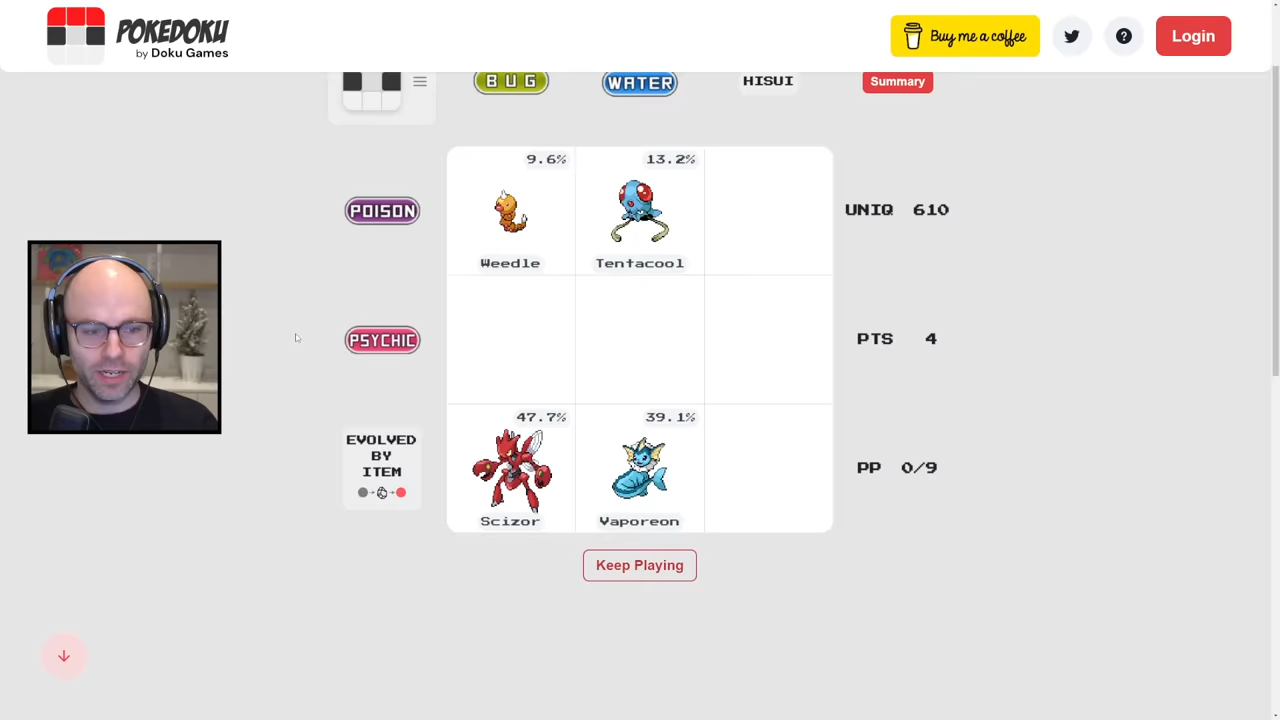 POKEDOKU
by Doku Games
Buy me a coffee
Login
BUG
WATER
HISUI
Summary
9.6%
13.2%
POISON
Weedle
Tentacool
UNIQ 610
PSYCHIC
PTS 4
47.7%
39.1%
EVOLVED
BY
ITEM
Scizor
Vaporeon
PP 0/9
Keep Playing